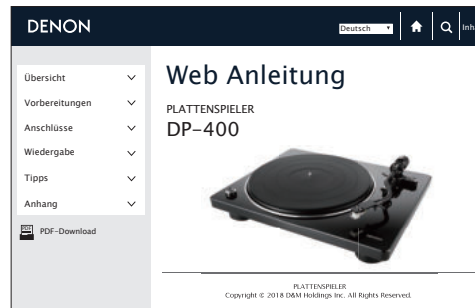 DENON
Deutsch
Übersicht
Vorbereitungen
Anschlüsse
Wiedergabe
Tipps
Anhang
PDF
PDF-Download
Web Anleitung
PLATTENSPIELER
DP-400
PLATTENSPIELER
Copyright © 2018 D&M Holdings Inc. All Rights Reserved.